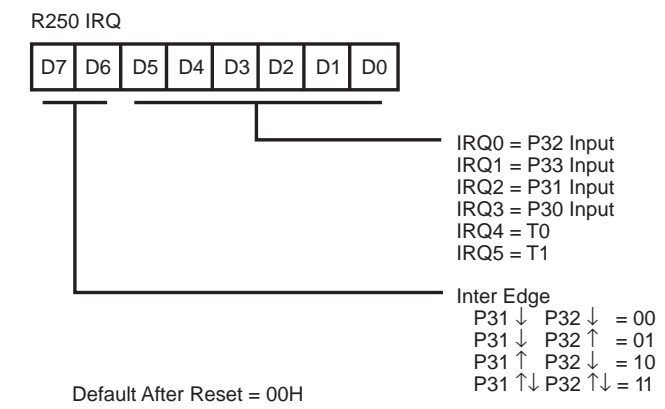 R250 IRQ
D7 D6 D5 D4 D3 D2 D1 D0
IRQ0 = P32 Input
IRQ1 = P33 Input
IRQ2 = P31 Input
IRQ3 = P30 Input
IRQ4 = T0
IRQ5 = T1
Inter Edge
P31 ↓ P32 ↓ = 00
P31 ↓ P32 ↑ = 01
P31 ↑ P32 ↓ = 10
P31 ↑↓ P32 ↑↓ = 11
Default After Reset = 00H